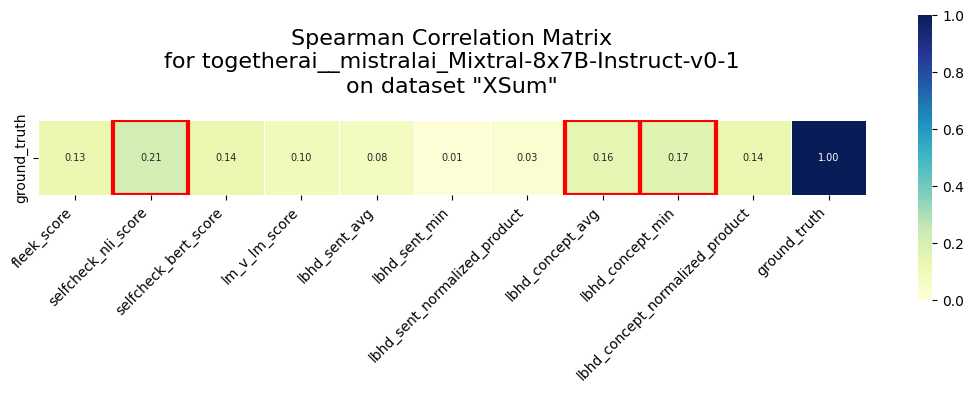 Spearman Correlation Matrix
for togetherai__mistralai_Mixtral-8x7B-Instruct-v0-1
on dataset "XSum"
ground_truth
0.13 0.21 0.14 0.10 0.08 0.01 0.03 0.16 0.17 0.14 1.00
fleek_score
selfcheck_nli_score
selfcheck_bert_score
lm_v_lm_score
lbhd_sent_avg
lbhd_sent_min
lbhd_sent_normalized_product
lbhd_concept_avg
lbhd_concept_min
lbhd_concept_normalized_product
ground_truth
1.0
0.8
0.6
0.4
0.2
0.0